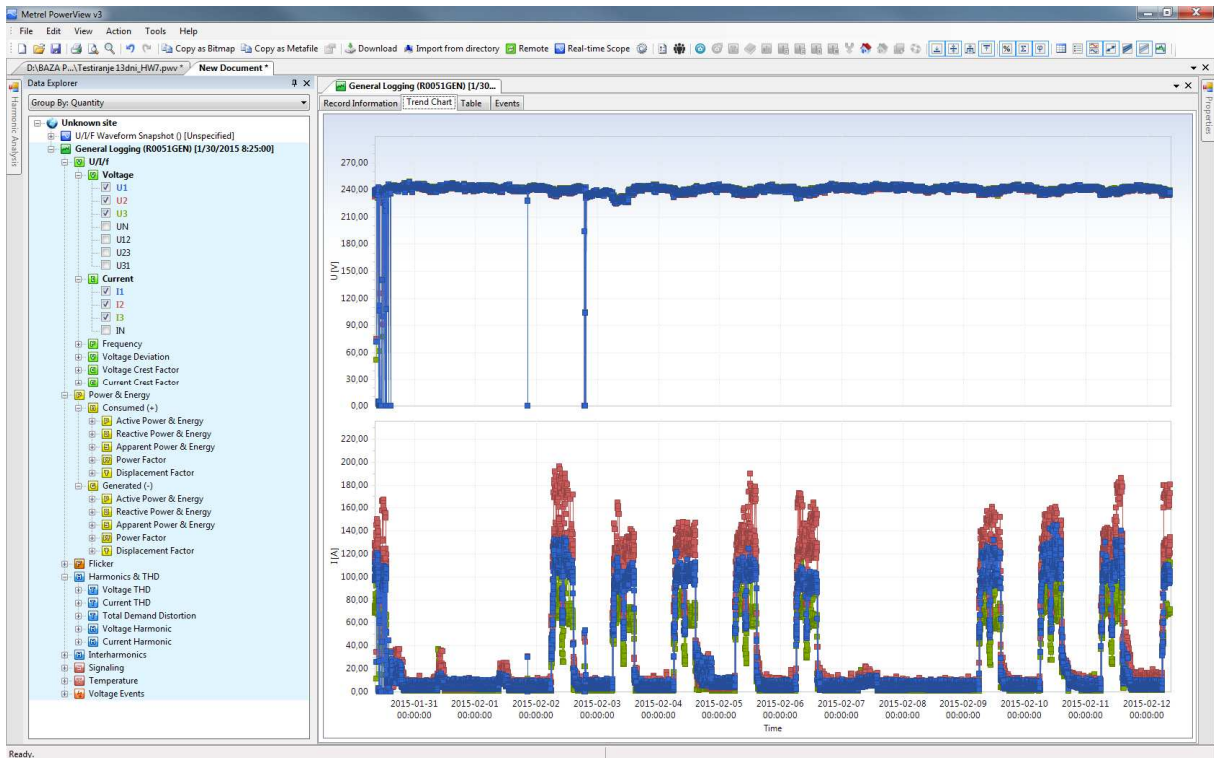 Metrel PowerView v3
File Edit View Action Tools Help
Copy as Bitmap Copy as Metafile Download Import from directory Remote Real-time Scope
D:\BAZA P...\Testiranje13dni_HW7.pwv * New Document *
Data Explorer
Group By: Quantity
Harmonic Analysis
Unknown site
U/I/F Waveform Snapshot () [Unspecified]
General Logging (R0051GEN) [1/30/2015 8:25:00]
U/I/f
Voltage
U1
U2
U3
UN
U12
U23
U31
Current
I1
I2
I3
IN
Frequency
Voltage Deviation
Voltage Crest Factor
Current Crest Factor
Power & Energy
Consumed (+)
Active Power & Energy
Reactive Power & Energy
Apparent Power & Energy
Power Factor
Displacement Factor
Generated (-)
Active Power & Energy
Reactive Power & Energy
Apparent Power & Energy
Power Factor
Displacement Factor
Flicker
Harmonics & THD
Voltage THD
Current THD
Total Demand Distortion
Voltage Harmonic
Current Harmonic
Interharmonics
Signaling
Temperature
Voltage Events
General Logging (R0051GEN) [1/30...
Record Information Trend Chart Table Events
Properties
270,00
240,00
210,00
180,00
150,00
120,00
90,00
60,00
30,00
0,00
U [V]
220,00
200,00
180,00
160,00
140,00
120,00
100,00
80,00
60,00
40,00
20,00
0,00
I [A]
2015-01-31 2015-02-01 2015-02-02 2015-02-03 2015-02-04 2015-02-05 2015-02-06 2015-02-07 2015-02-08 2015-02-09 2015-02-10 2015-02-11 2015-02-12
00:00:00 00:00:00 00:00:00 00:00:00 00:00:00 00:00:00 00:00:00 00:00:00 00:00:00 00:00:00 00:00:00 00:00:00 00:00:00
Time
Ready.